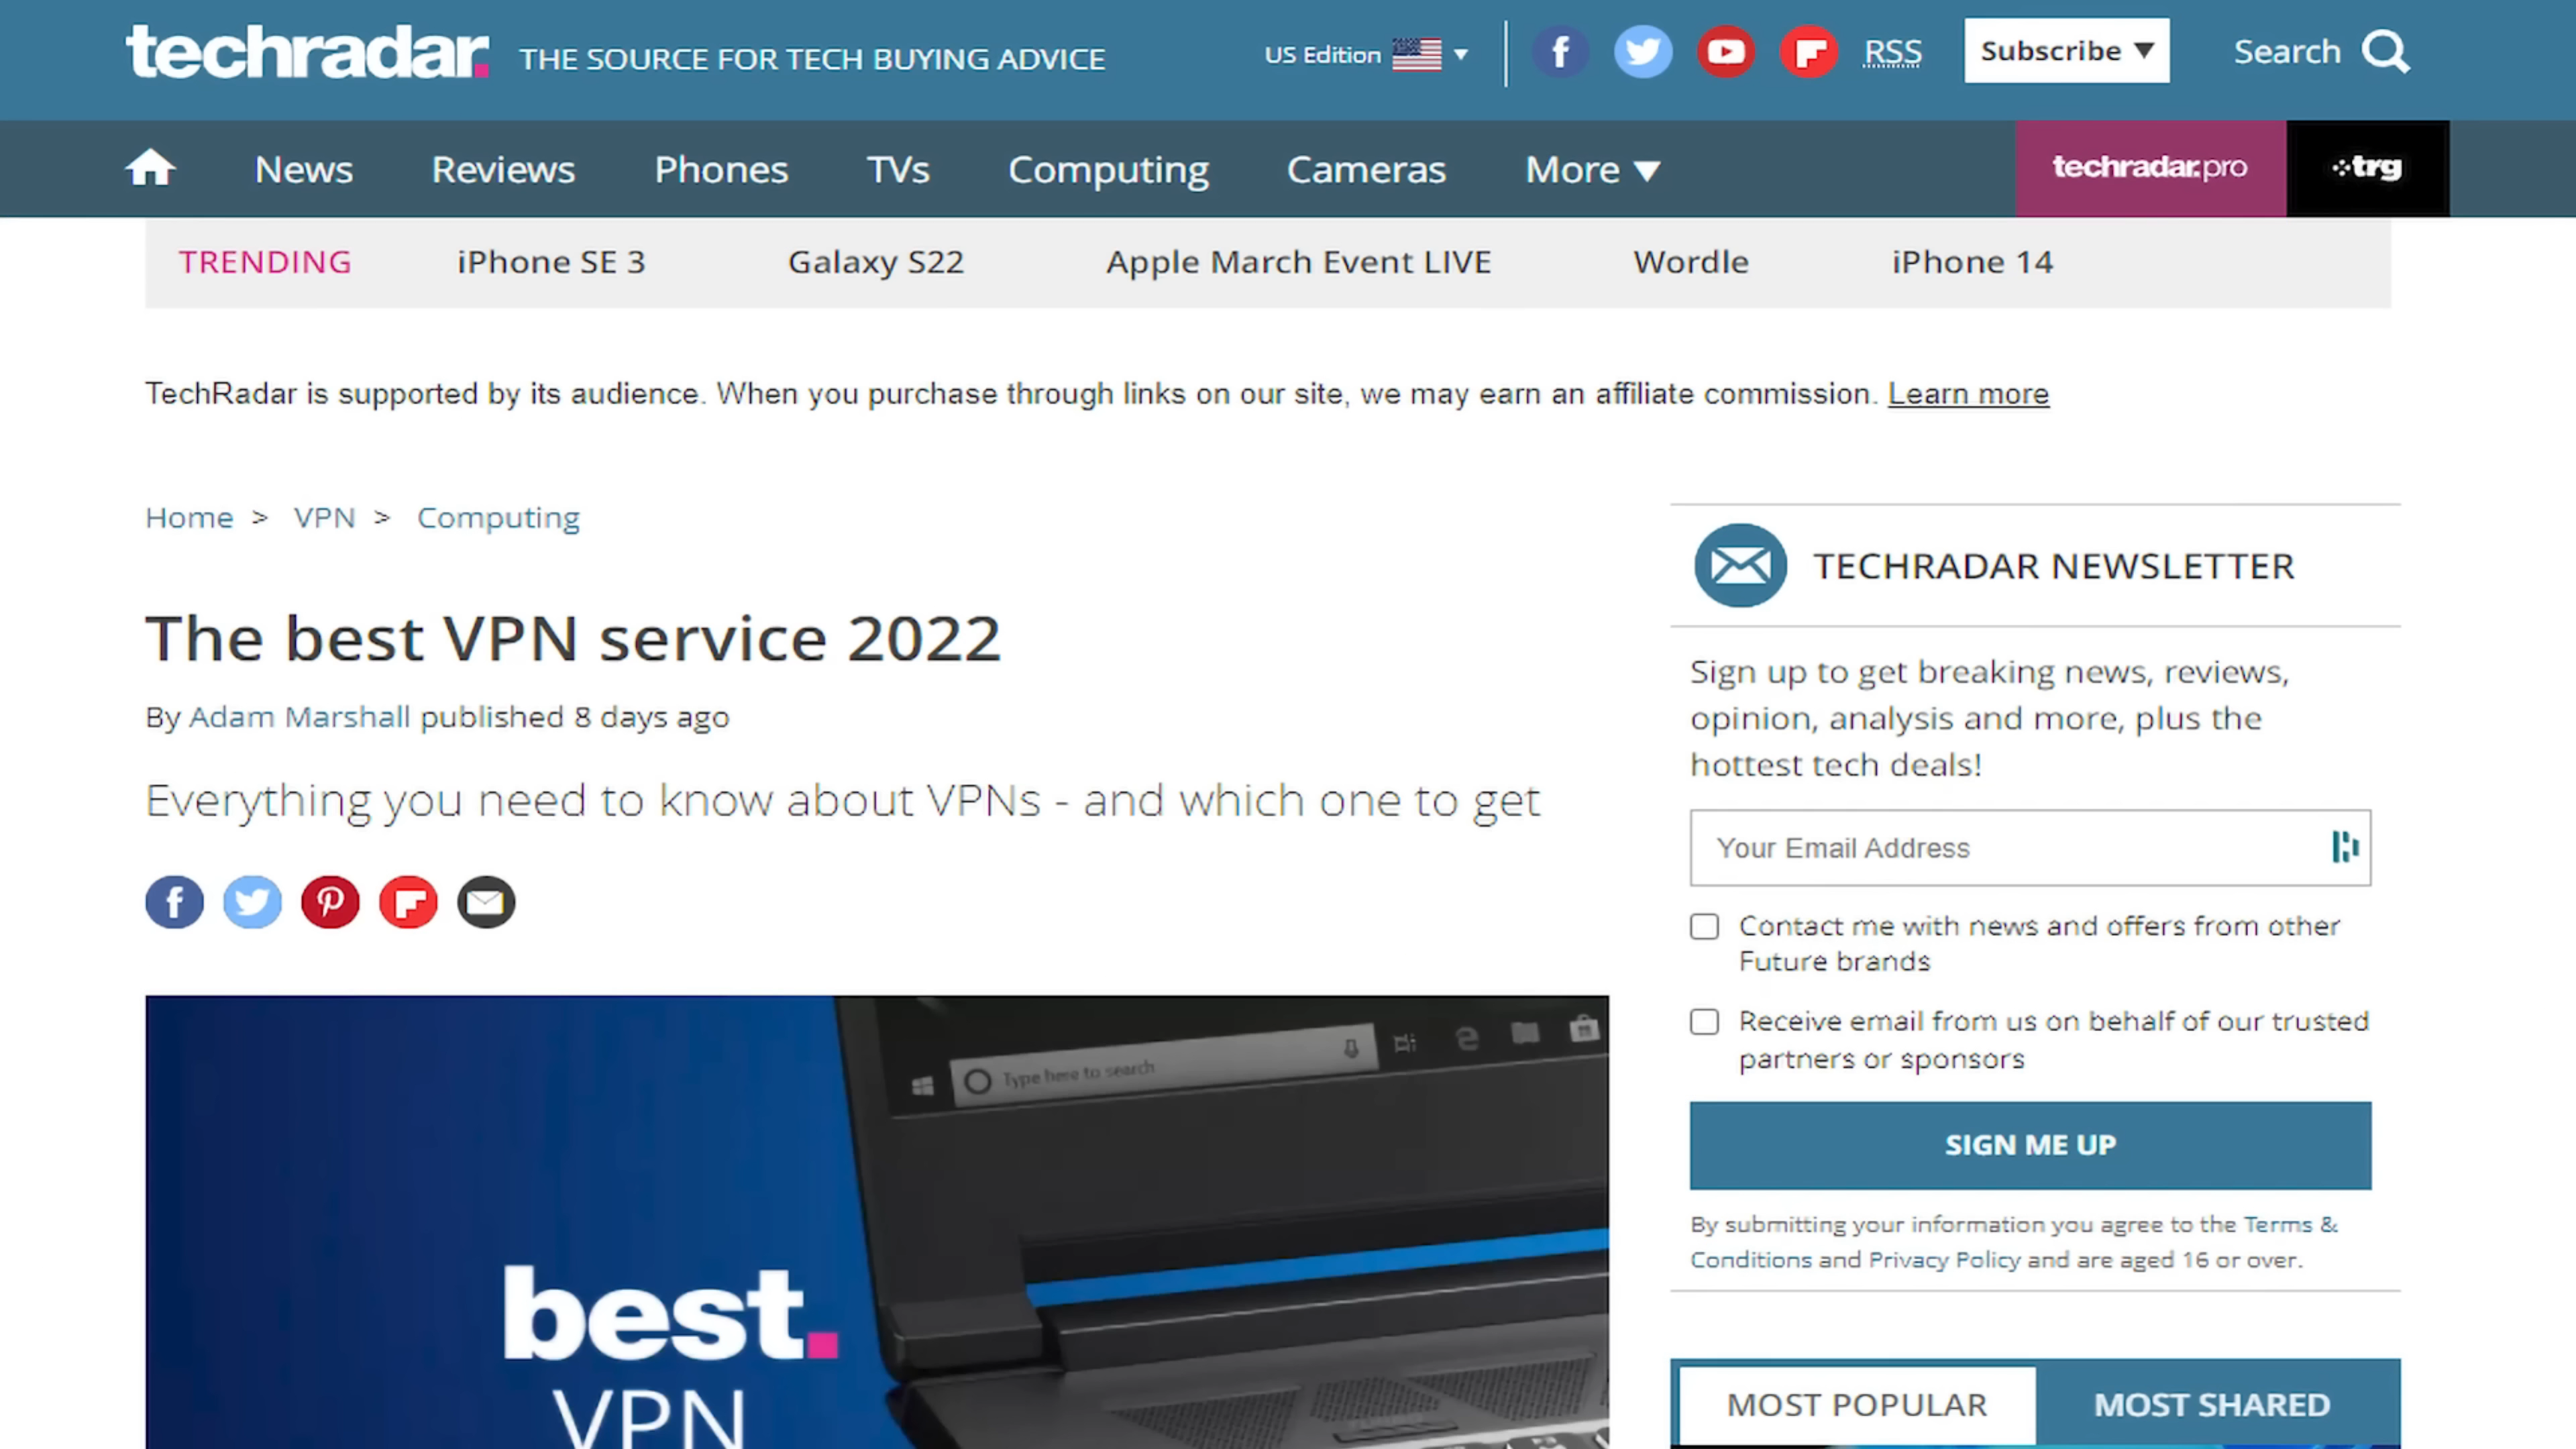 techradar. THE SOURCE FOR TECH BUYING ADVICE US Edition RSS Subscribe Search
News Reviews Phones TVs Computing Cameras More techradar.pro trg
TRENDING iPhone SE 3 Galaxy S22 Apple March Event LIVE Wordle iPhone 14
TechRadar is supported by its audience. When you purchase through links on our site, we may earn an affiliate commission. Learn more
Home > VPN > Computing
The best VPN service 2022
By Adam Marshall published 8 days ago
Everything you need to know about VPNs - and which one to get
Type here to search
best.
VPN
TECHRADAR NEWSLETTER
Sign up to get breaking news, reviews,
opinion, analysis and more, plus the
hottest tech deals!
Your Email Address
Contact me with news and offers from other
Future brands
Receive email from us on behalf of our trusted
partners or sponsors
SIGN ME UP
By submitting your information you agree to the Terms &
Conditions and Privacy Policy and are aged 16 or over.
MOST POPULAR MOST SHARED